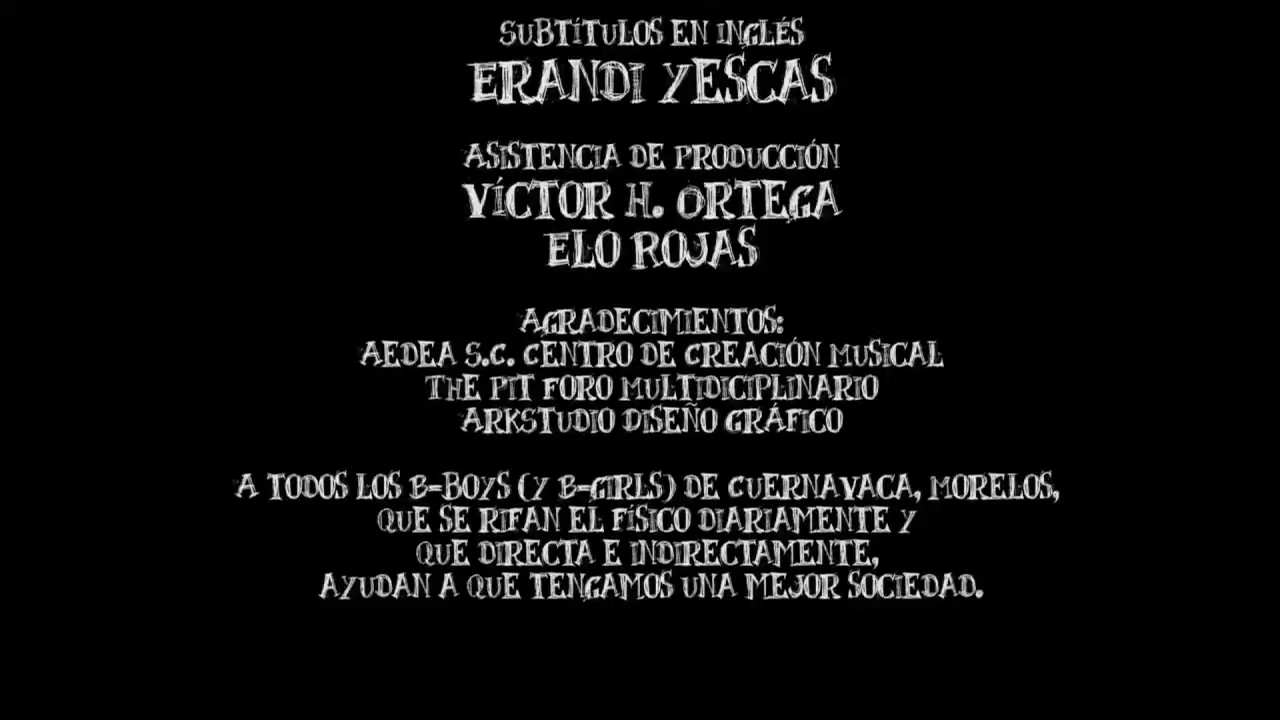 SUBTÍTULOS EN INGLÉS
ERANDI YESCAS
ASISTENCIA DE PRODUCCIÓN
VÍCTOR H. ORTEGA
ELO ROJAS
AGRADECIMIENTOS:
AEDEA S.C. CENTRO DE CREACIÓN MUSICAL
THE PIT FORO MULTIDICIPLINARIO
ARKSTUDIO DISEÑO GRÁFICO
A TODOS LOS B-BOYS (Y B-GIRLS) DE CUERNAVACA, MORELOS,
QUE SE RIFAN EL FÍSICO DIARIAMENTE Y
QUE DIRECTA E INDIRECTAMENTE,
AYUDAN A QUE TENGAMOS UNA MEJOR SOCIEDAD.